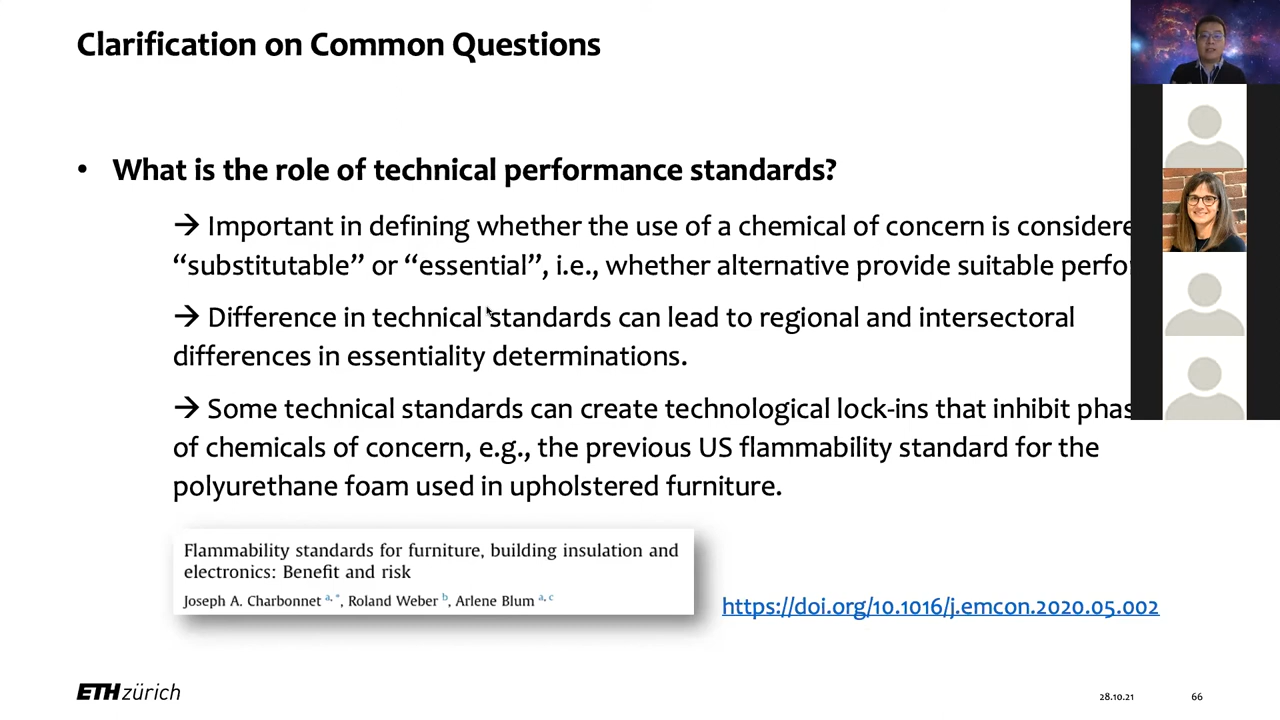 Clarification on Common Questions
• What is the role of technical performance standards?
→ Important in defining whether the use of a chemical of concern is
“substitutable” or “essential”, i.e., whether alternative provide suitable
→ Difference in technical standards can lead to regional and intersectoral
differences in essentiality determinations.
→ Some technical standards can create technological lock-ins that inhibit
of chemicals of concern, e.g., the previous US flammability standard for the
polyurethane foam used in upholstered furniture.
Flammability standards for furniture, building insulation and
electronics: Benefit and risk
Joseph A. Charbonnet a, *, Roland Weber b, Arlene Blum a, c
https://doi.org/10.1016/j.emcon.2020.05.002
ETH zürich
28.10.21
66